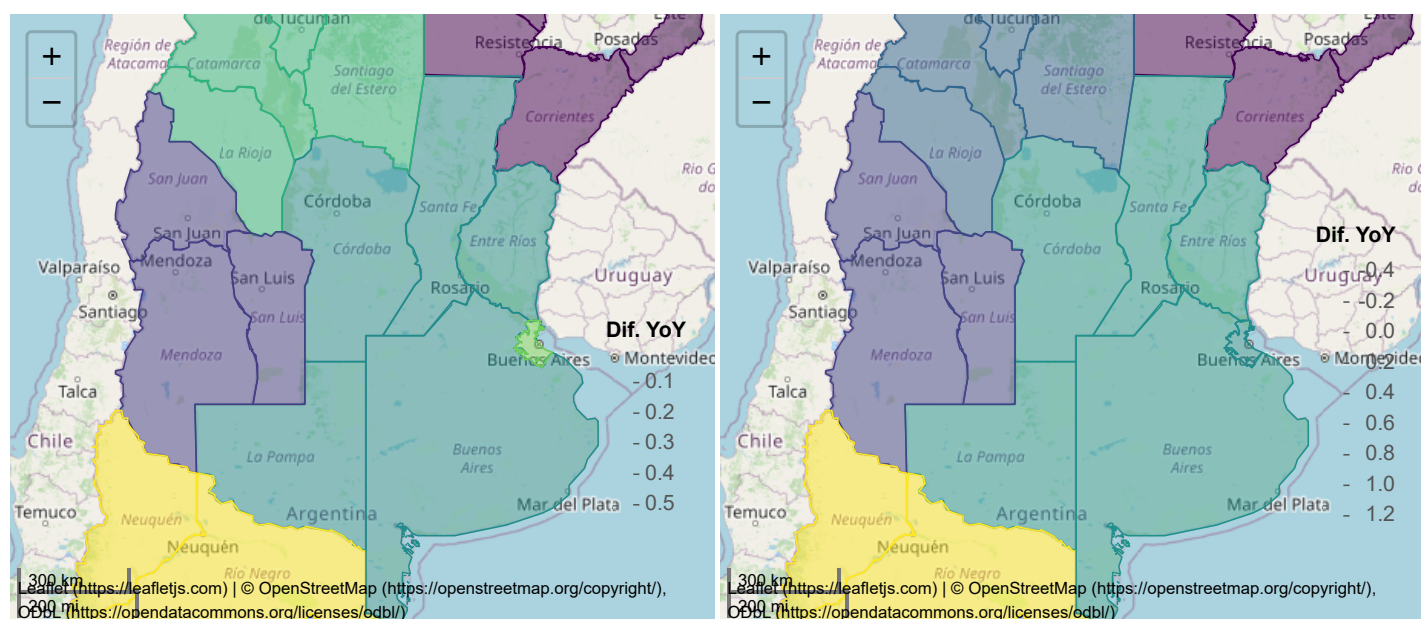 +
−
Región de
Atacama
de Tucumán
Catamarca
Santiago
del Estero
Resistencia
Posadas
Este
Corrientes
La Rioja
San Juan
San Juan
Córdoba
Córdoba
Santa Fe
Entre Ríos
Valparaíso
Mendoza
San Luis
Rosario
Uruguay
Santiago
San Luis
Mendoza
Dif. YoY
Buenos Aires
Montevideo
Talca
- 0.1
- 0.2
- 0.3
- 0.4
- 0.5
Chile
La Pampa
Buenos
Aires
Mar del Plata
Temuco
Neuquén
Argentina
Neuquén
Río Negro
300 km
200 mi
Leaflet (https://leafletjs.com) | © OpenStreetMap (https://openstreetmap.org/copyright/),
ODbL (https://opendatacommons.org/licenses/odbl/)
+
−
Región de
Atacama
de Tucumán
Catamarca
Santiago
del Estero
Resistencia
Posadas
Este
Corrientes
La Rioja
San Juan
San Juan
Córdoba
Córdoba
Santa Fe
Entre Ríos
Dif. YoY
Valparaíso
Mendoza
San Luis
Rosario
Uruguay
Santiago
San Luis
Mendoza
Buenos Aires
Montevideo
Talca
- -0.4
- -0.2
- 0.0
- 0.2
- 0.4
- 0.6
- 0.8
- 1.0
- 1.2
Chile
La Pampa
Buenos
Aires
Mar del Plata
Temuco
Neuquén
Argentina
Neuquén
Río Negro
300 km
200 mi
Leaflet (https://leafletjs.com) | © OpenStreetMap (https://openstreetmap.org/copyright/),
ODbL (https://opendatacommons.org/licenses/odbl/)